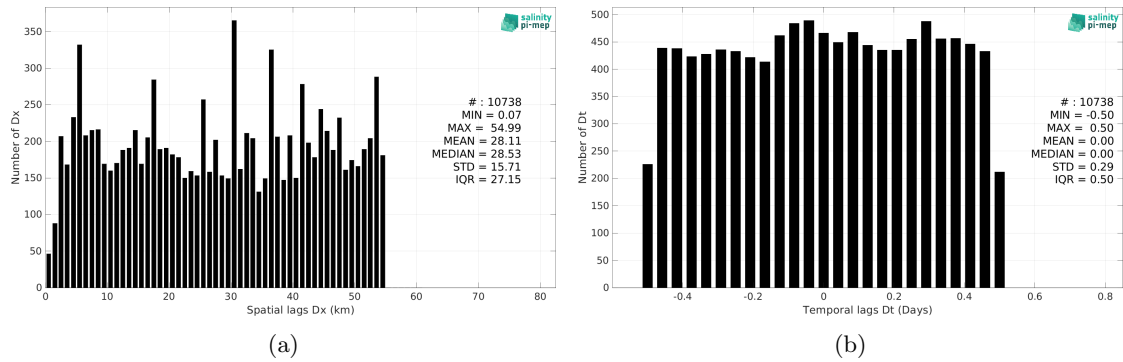 salinity
pi-mep
350
300
250
200
150
100
50
0
Number of Dx
# : 10738
MIN = 0.07
MAX = 54.99
MEAN = 28.11
MEDIAN = 28.53
STD = 15.71
IQR = 27.15
0 10 20 30 40 50 60 70 80
Spatial lags Dx (km)
(a)
salinity
pi-mep
500
450
400
350
300
250
200
150
100
50
0
Number of Dt
# : 10738
MIN = -0.50
MAX = 0.50
MEAN = 0.00
MEDIAN = 0.00
STD = 0.29
IQR = 0.50
-0.4 -0.2 0 0.2 0.4 0.6 0.8
Temporal lags Dt (Days)
(b)